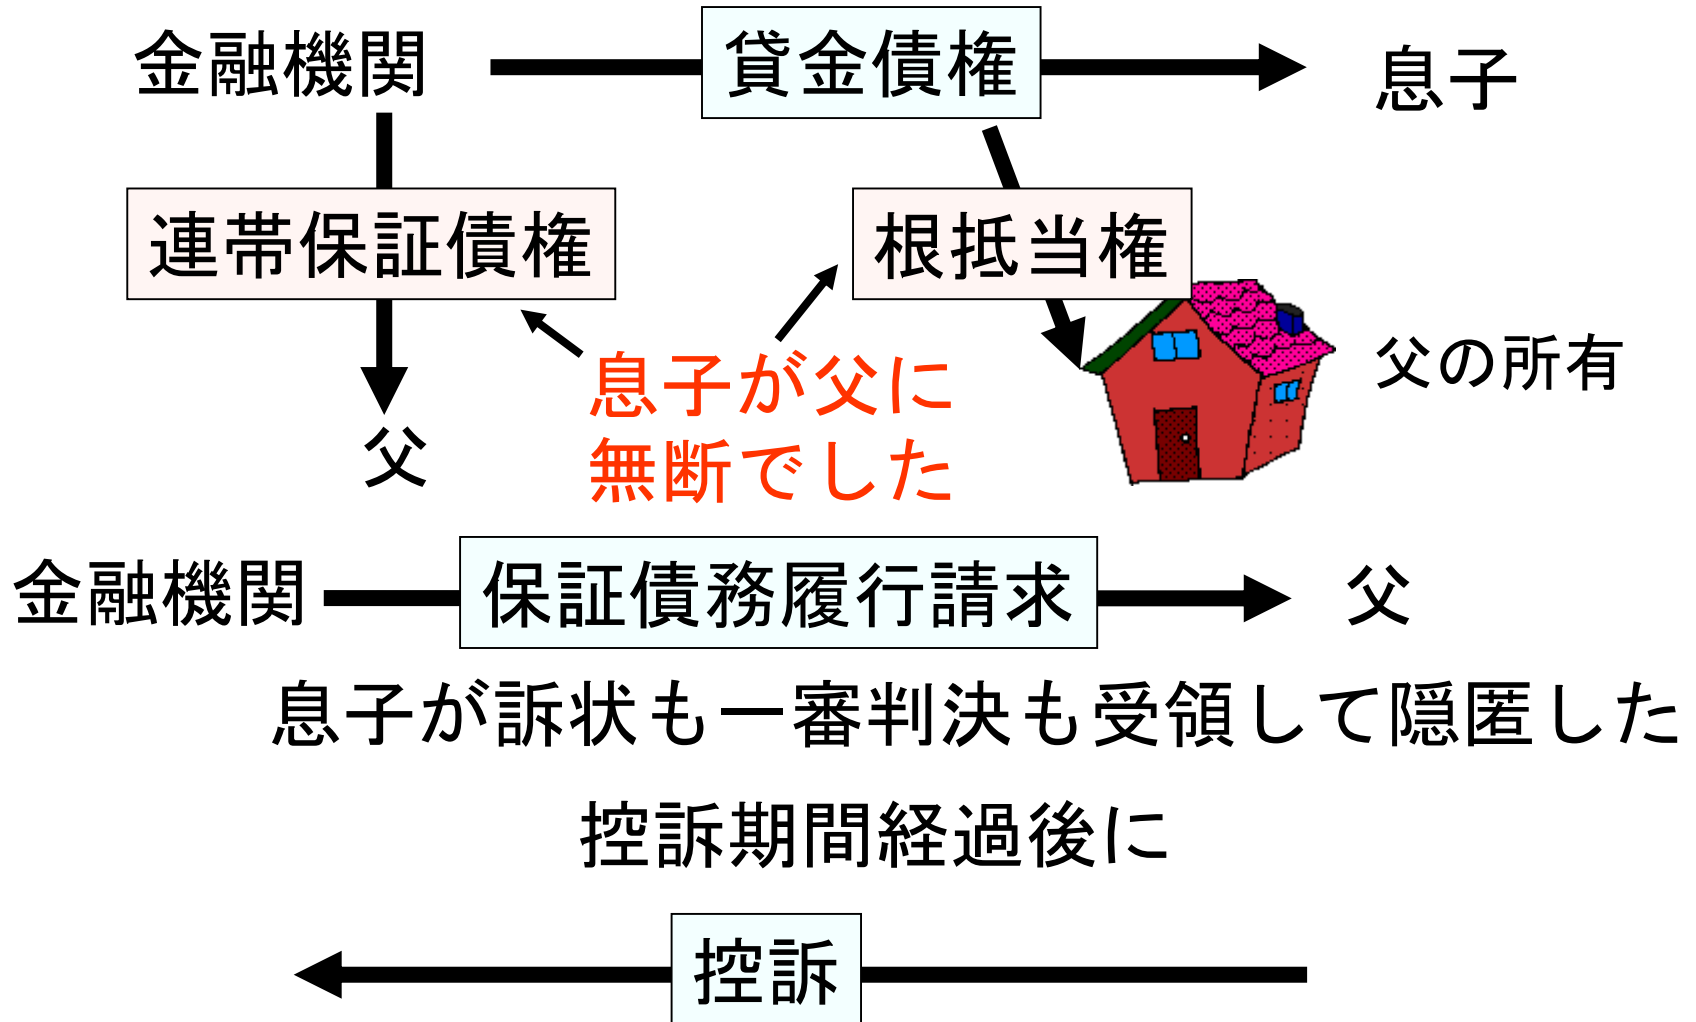 金融機関
貸金債権
息子
連帯保証債権
根抵当権
父の所有
息子が父に
無断でした
父
金融機関
保証債務履行請求
父
息子が訴状も一審判決も受領して隠匿した
控訴期間経過後に
控訴